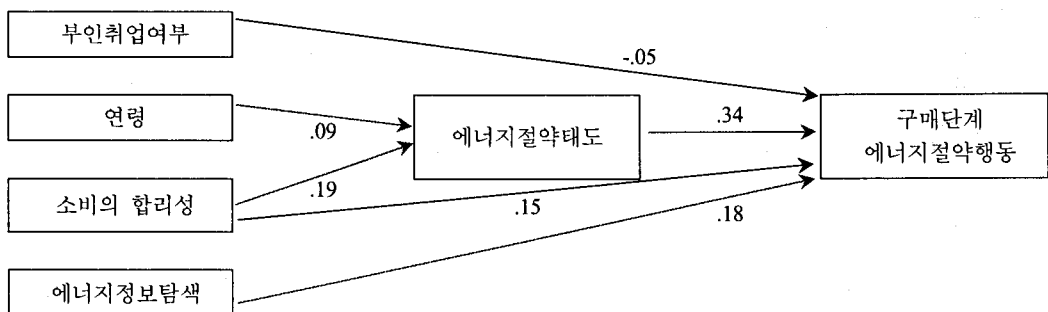 부인취업여부
-.05
연령
.09
에너지절약태도
.34
구매단계
에너지절약행동
소비의 합리성
.19
.15
.18
에너지정보탐색